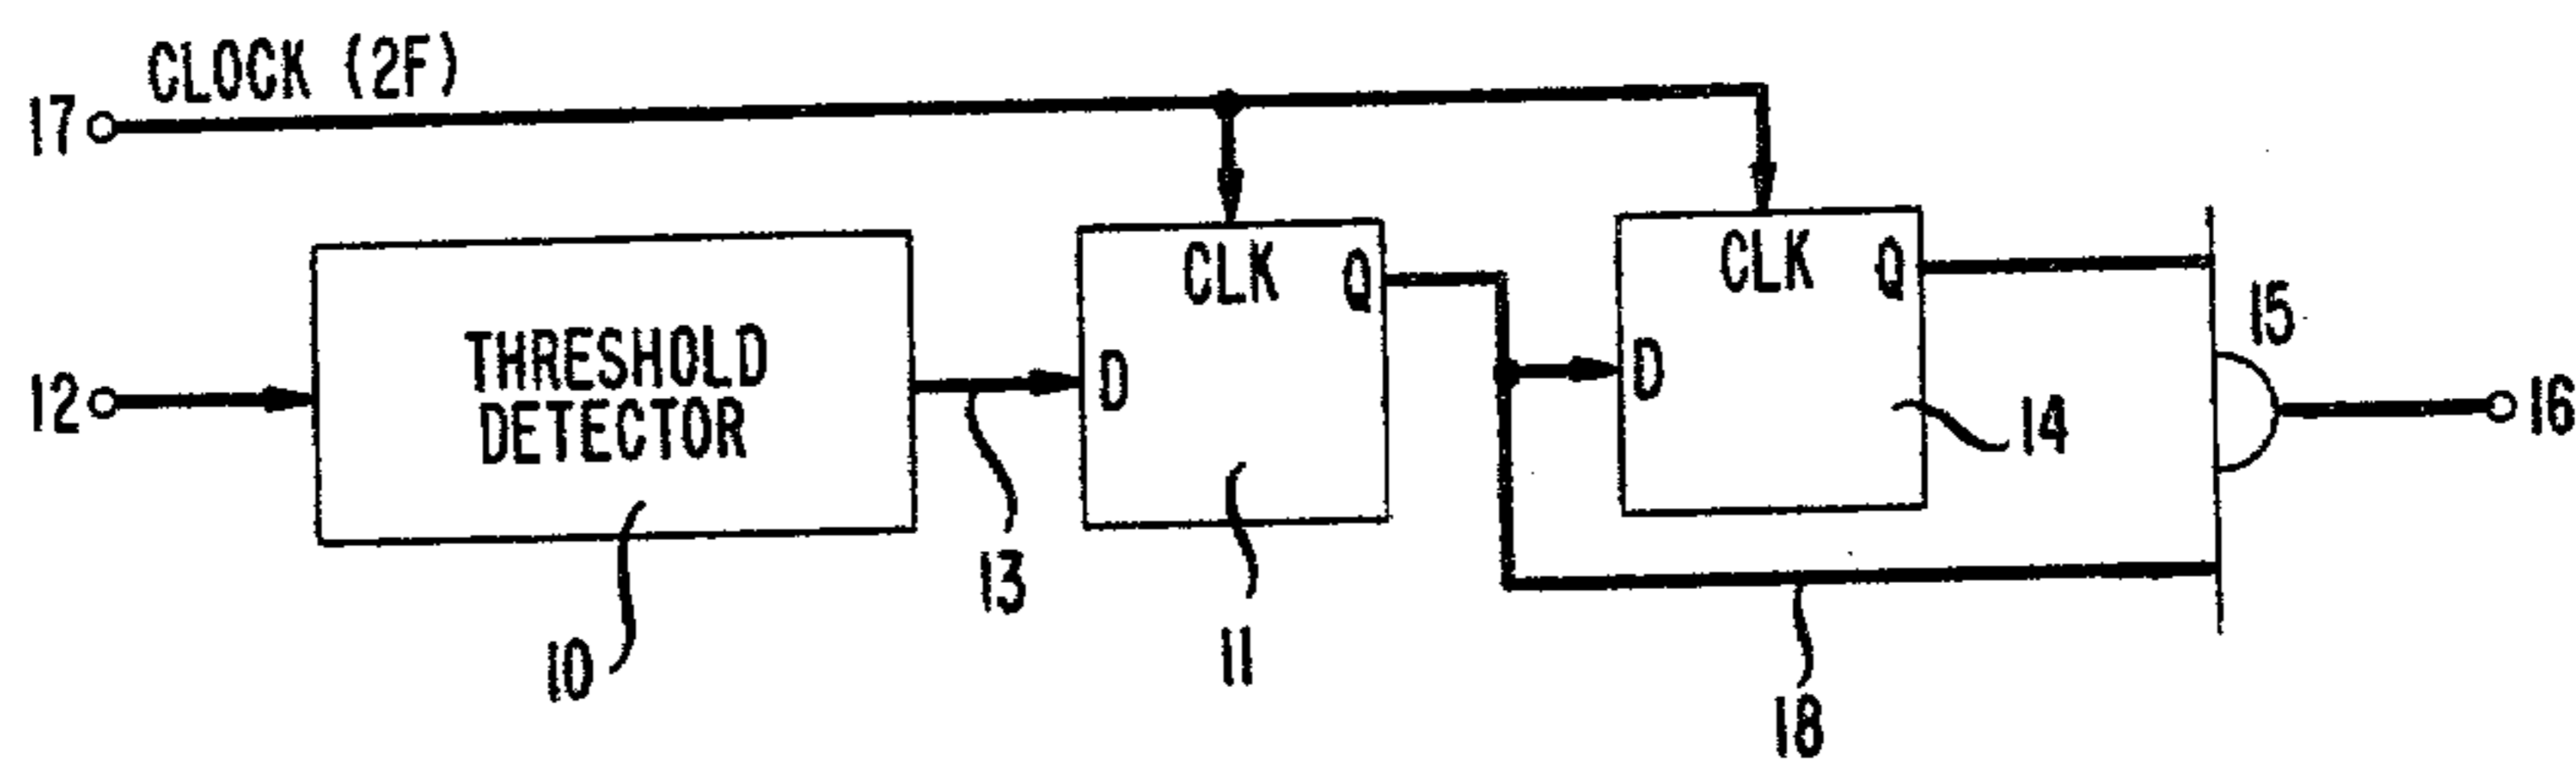 CLOCK (2F)
17
12
THRESHOLD
DETECTOR
10
13
D
CLK
Q
11
D
CLK
Q
14
18
15
16